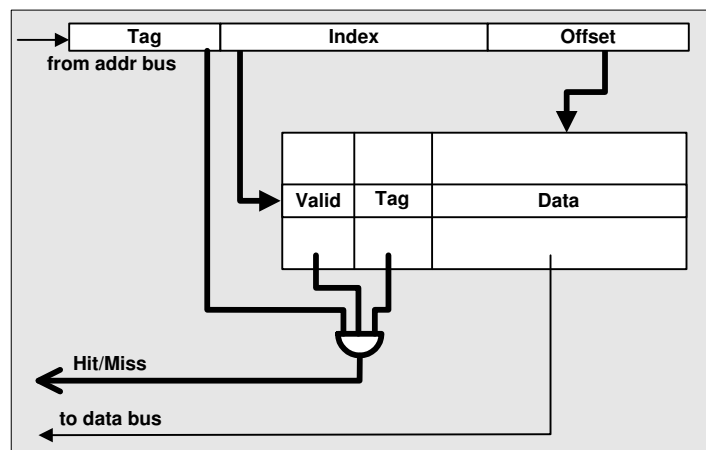 Tag Index Offset
from addr bus
Valid Tag Data
Hit/Miss
to data bus